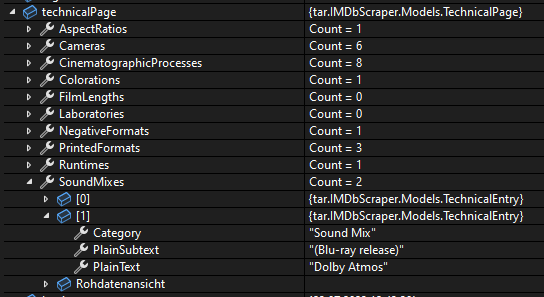 technicalPage {tar.IMDbScraper.Models.TechnicalPage}
AspectRatios Count = 1
Cameras Count = 6
CinematographicProcesses Count = 8
Colorations Count = 1
FilmLengths Count = 0
Laboratories Count = 0
NegativeFormats Count = 1
PrintedFormats Count = 3
Runtimes Count = 1
SoundMixes Count = 2
[0] {tar.IMDbScraper.Models.TechnicalEntry}
[1] {tar.IMDbScraper.Models.TechnicalEntry}
Category "Sound Mix"
PlainSubtext "(Blu-ray release)"
PlainText "Dolby Atmos"
Rohdatenansicht